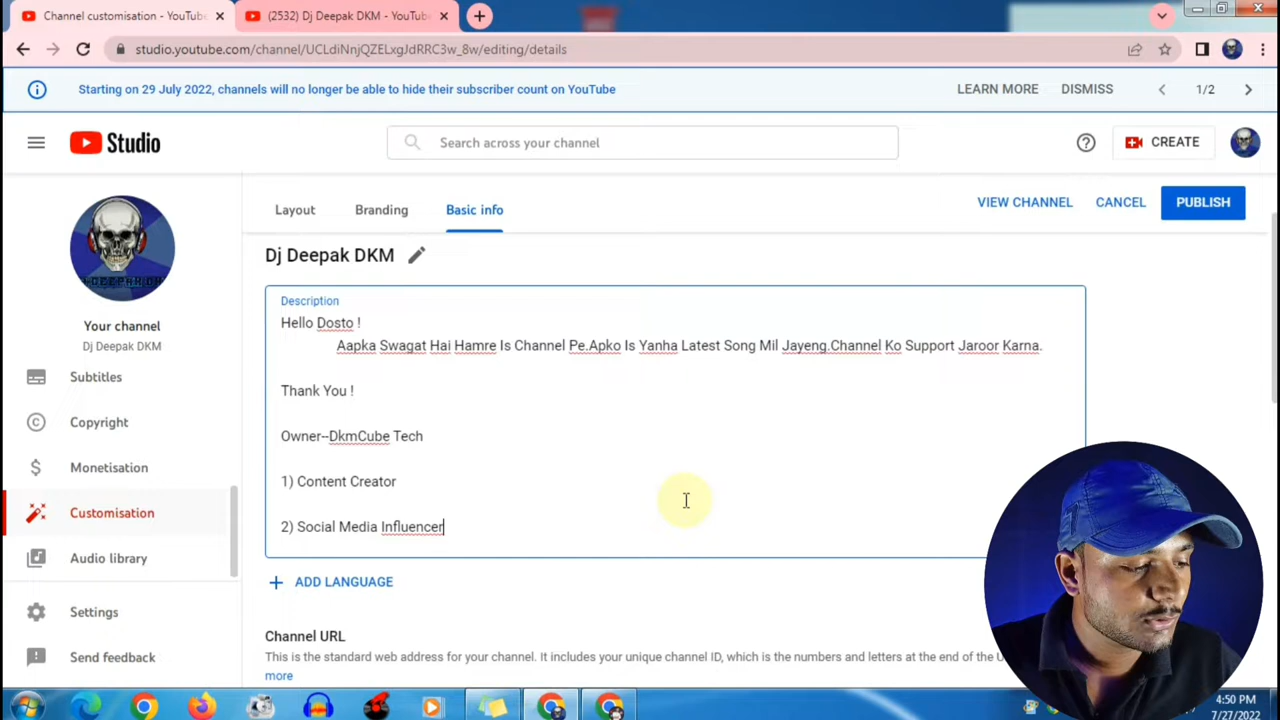 Channel customisation - YouTube
(2532) Dj Deepak DKM - YouTube
studio.youtube.com/channel/UCLdiNnjQZELxgJdRRC3w_8w/editing/details
Starting on 29 July 2022, channels will no longer be able to hide their subscriber count on YouTube
LEARN MORE
DISMISS
1/2
Studio
Search across your channel
CREATE
Layout
Branding
Basic info
VIEW CHANNEL
CANCEL
PUBLISH
Your channel
Dj Deepak DKM
Subtitles
Copyright
Monetisation
Customisation
Audio library
Settings
Send feedback
Dj Deepak DKM
Description
Hello Dosto !
Aapka Swagat Hai Hamre Is Channel Pe.Apko Is Yanha Latest Song Mil Jayeng.Channel Ko Support Jaroor Karna.
Thank You !
Owner--DkmCube Tech
1) Content Creator
2) Social Media Influencer
ADD LANGUAGE
Channel URL
This is the standard web address for your channel. It includes your unique channel ID, which is the numbers and letters at the end of the
more
4:50 PM
7/27/2022